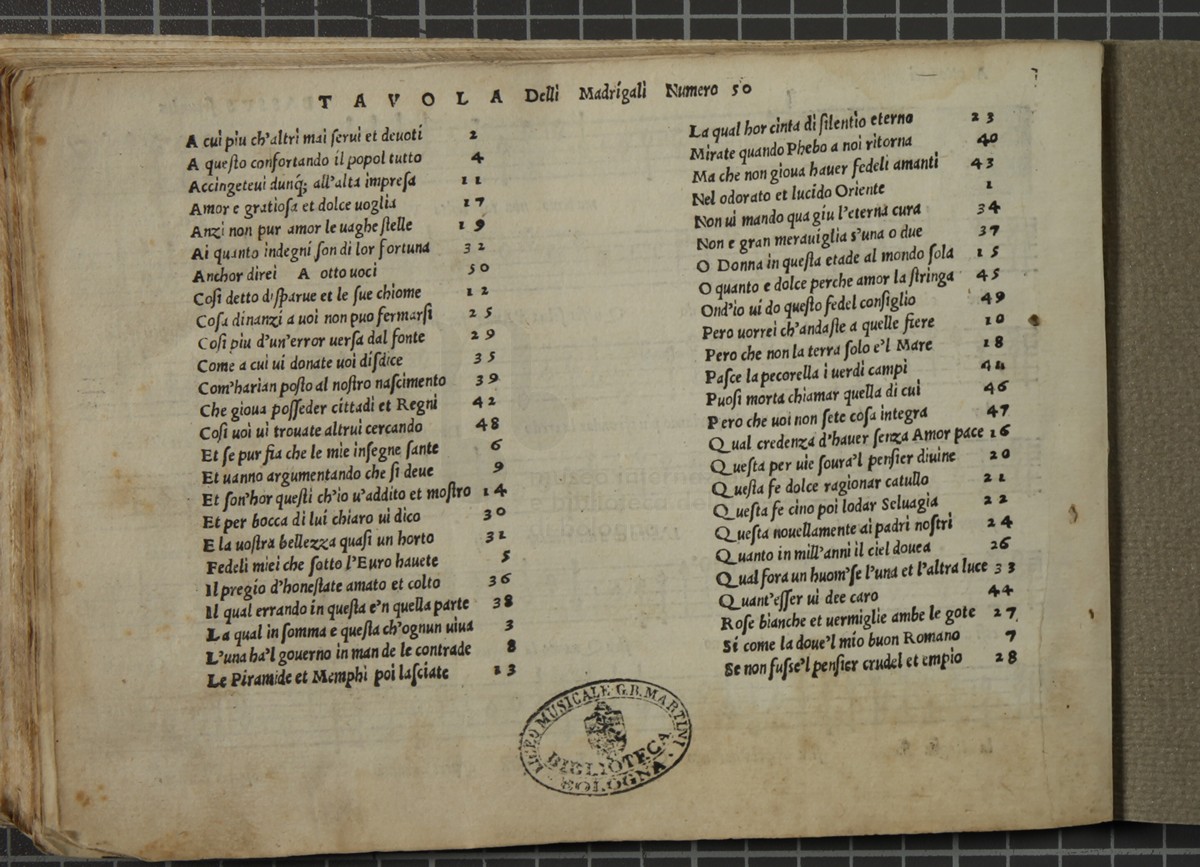 TAVOLA Delli Madrigali Numero 50
A cui piu ch'altri mai ſerui et deuoti 2
A queſto confortando il popol tutto 4
Accingeteui dunq; all'alta impreſa 11
Amor e gratioſa et dolce uoglia 17
Anzi non pur amor le uaghe ſtelle 19
Ai quanto indegni ſon di lor fortuna 32
Anchor direi A otto uoci 50
Coſi detto diſparue et le ſue chiome 12
Coſa dinanzi a uoi non puo fermarſi 25
Coſi piu d'un'error uerſa dal fonte 29
Come a cui ui donate uoi diſdice 35
Com'harian poſto al noſtro naſcimento 39
Che gioua poſſeder cittadi et Regni 42
Coſi uoi ui trouate altrui cercando 48
Et ſe pur fia che le mie inſegne ſante 6
Et uanno argumentando che ſi deue 9
Et ſon'hor queſti ch'io u'addito et moſtro 14
Et per bocca di lui chiaro ui dico 30
E la uoſtra bellezza quaſi un horto 31
Fedeli miei che ſotto l'Euro hauete 5
Il pregio d'honeſtate amato et colto 36
Il qual errando in queſta e'n quella parte 38
La qual in ſomma e queſta ch'ognun uiua 3
L'una ha'l gouerno in man de le contrade 8
Le Piramide et Memphi poi laſciate 13
La qual hor cinta di ſilentio eterno 23
Mirate quando Phebo a noi ritorna 40
Ma che non gioua hauer fedeli amanti 43
Nel odorato et lucido Oriente 1
Non ui mando qua giu l'eterna cura 34
Non e gran merauiglia s'una o due 37
O Donna in queſta etade al mondo ſola 15
O quanto e dolce perche amor la ſtringa 45
Ond'io ui do queſto fedel conſiglio 49
Pero uorrei ch'andaſte a quelle fiere 10
Pero che non la terra ſolo e'l Mare 18
Paſce la pecorella i uerdi campi 41
Puoſi morta chiamar quella di cui 46
Pero che uoi non ſete coſa integra 47
Qual credenza d'hauer ſenza Amor pace 16
Queſta per uie ſoura'l penſier diuine 20
Queſta fe dolce ragionar catullo 21
Queſta fe cino poi lodar Seluagia 22
Queſta nouellamente ai padri noſtri 24
Quanto in mill'anni il ciel douea 26
Qual fora un huom'ſe l'una et l'altra luce 33
Quant'eſſer ui dee caro 44
Roſe bianche et uermiglie ambe le gote 27
Si come la doue'l mio buon Romano 7
Se non fuſſe'l penſier crudel et empio 28
LICEO MUSICALE G.B. MARTINI
BIBLIOTECA
BOLOGNA